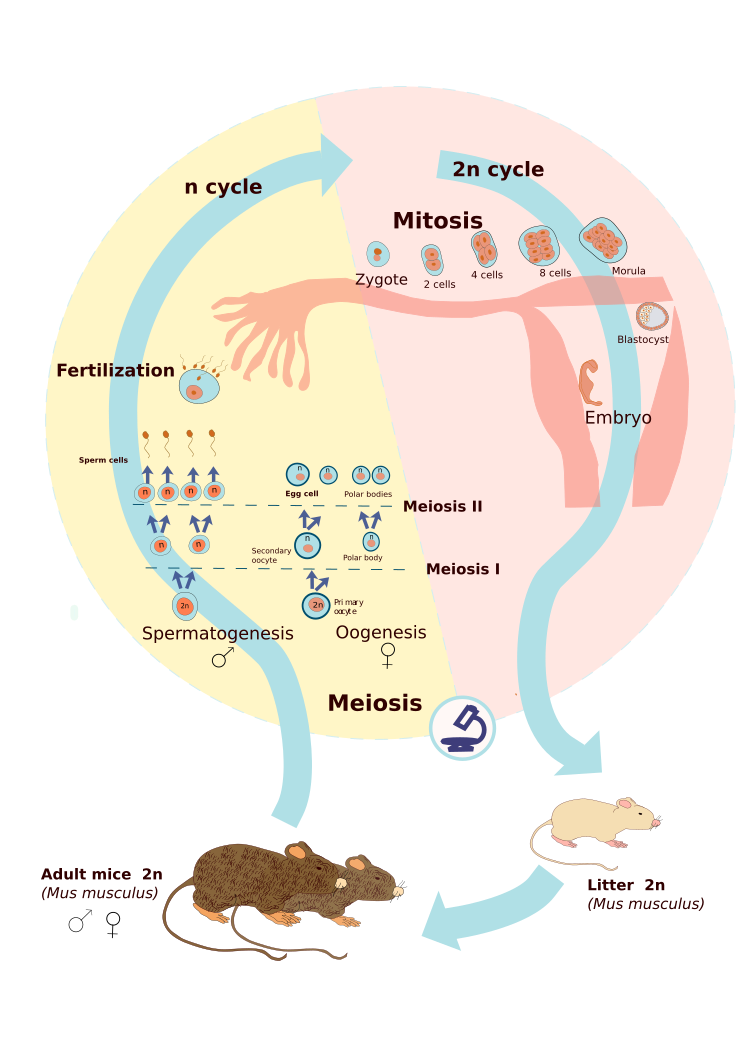 n cycle
2n cycle
Mitosis
Zygote
2 cells
4 cells
8 cells
Morula
Blastocyst
Embryo
Fertilization
Sperm cells
n
n
n
n
n
n
n
n
Egg cell
Polar bodies
Meiosis II
n
n
n
n
Secondary
oocyte
Polar body
Meiosis I
2n
2n
Primary
oocyte
Spermatogenesis
♂
Oogenesis
♀
Meiosis
Adult mice 2n
(Mus musculus)
♂ ♀
Litter 2n
(Mus musculus)